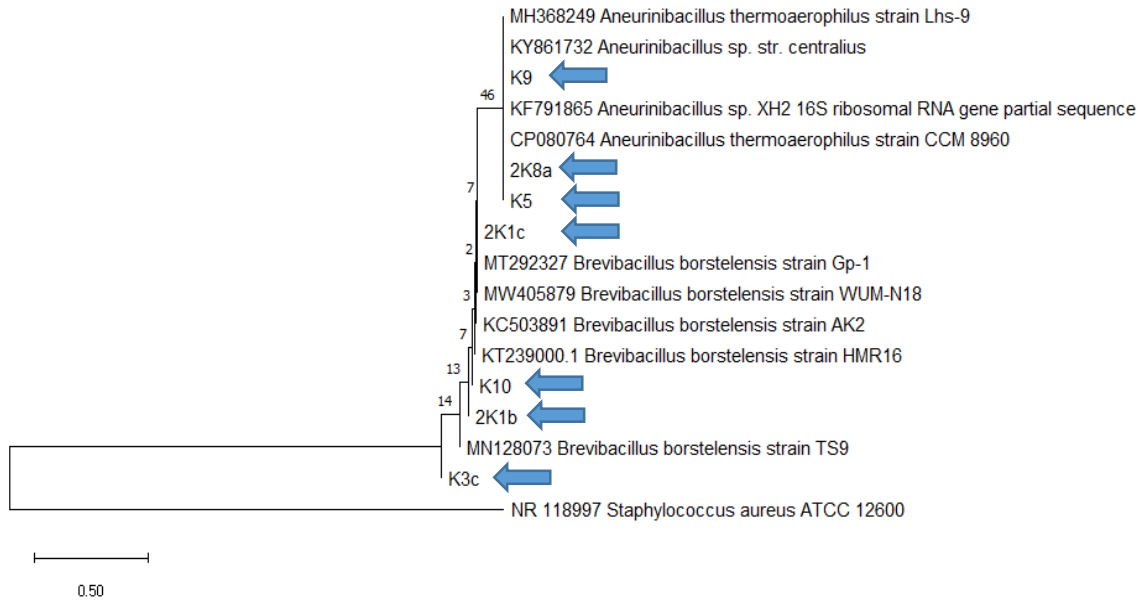 MH368249 Aneurinibacillus thermoaerophilus strain Lhs-9
KY861732 Aneurinibacillus sp. str. centralius
K9
46
KF791865 Aneurinibacillus sp. XH2 16S ribosomal RNA gene partial sequence
CP080764 Aneurinibacillus thermoaerophilus strain CCM 8960
2K8a
7
K5
2K1c
2
MT292327 Brevibacillus borstelensis strain Gp-1
3
MW405879 Brevibacillus borstelensis strain WUM-N18
KC503891 Brevibacillus borstelensis strain AK2
7
KT239000.1 Brevibacillus borstelensis strain HMR16
13
K10
14
2K1b
MN128073 Brevibacillus borstelensis strain TS9
K3c
NR 118997 Staphylococcus aureus ATCC 12600
0.50